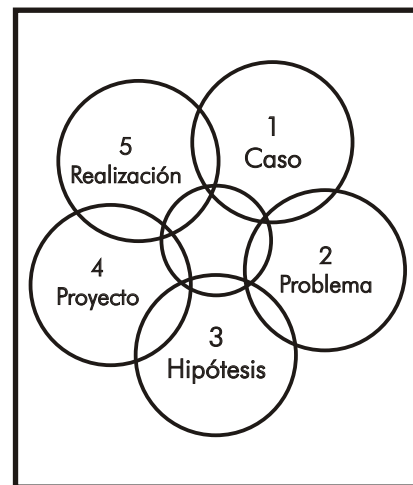 1
Caso
2
Problema
3
Hipótesis
4
Proyecto
5
Realización